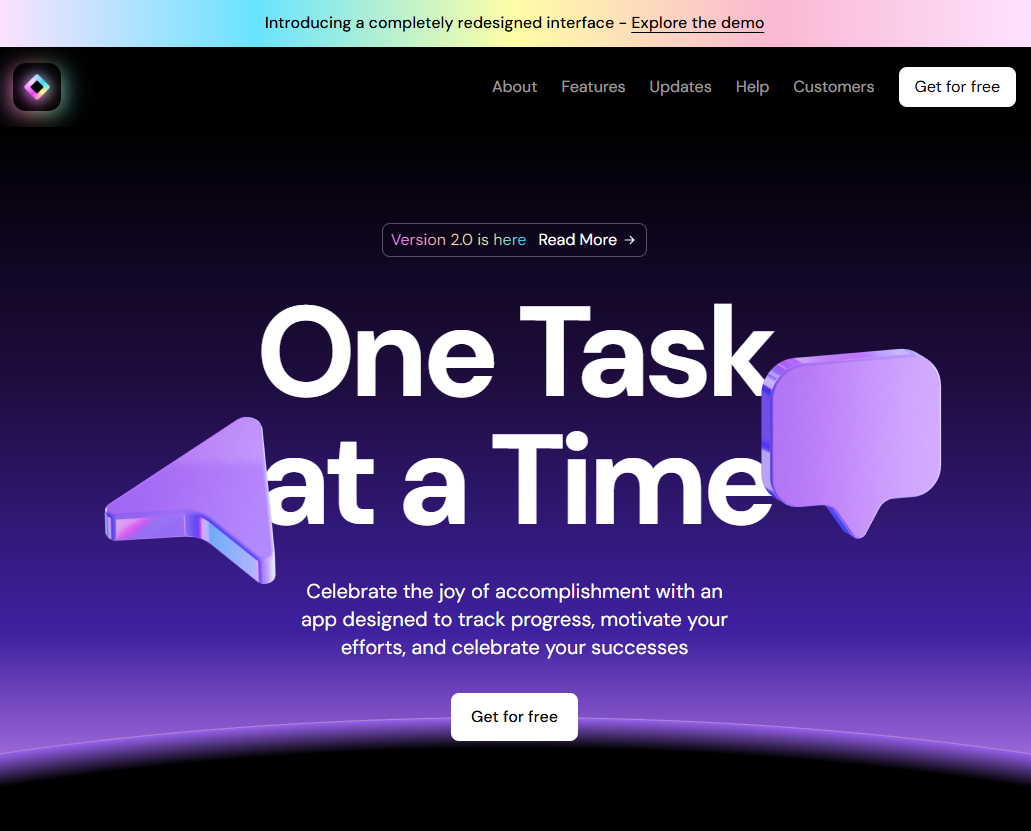 Introducing a completely redesigned interface - Explore the demo
About Features Updates Help Customers Get for free
Version 2.0 is here Read More →
One Task
at a Time
Celebrate the joy of accomplishment with an
app designed to track progress, motivate your
efforts, and celebrate your successes
Get for free